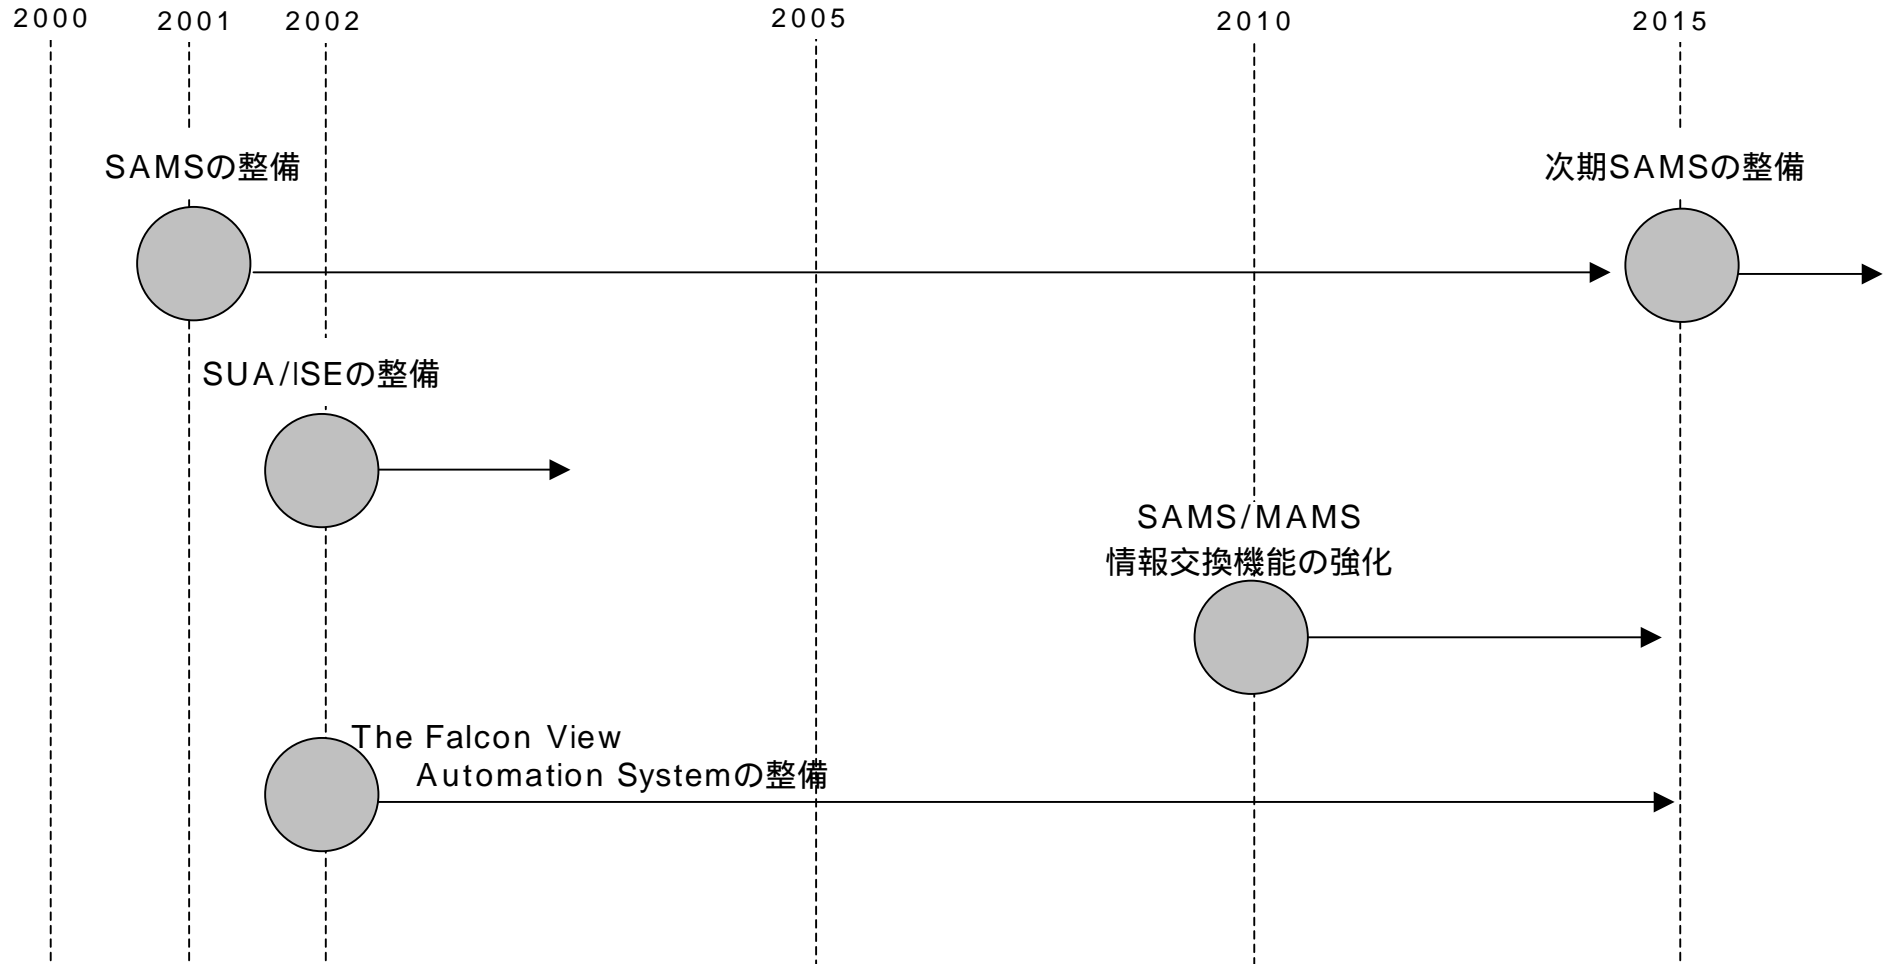 2000 2001 2002 2005 2010 2015
SAMSの整備
次期SAMSの整備
SUA/ISEの整備
SAMS/MAMS
情報交換機能の強化
The Falcon View
Automation Systemの整備